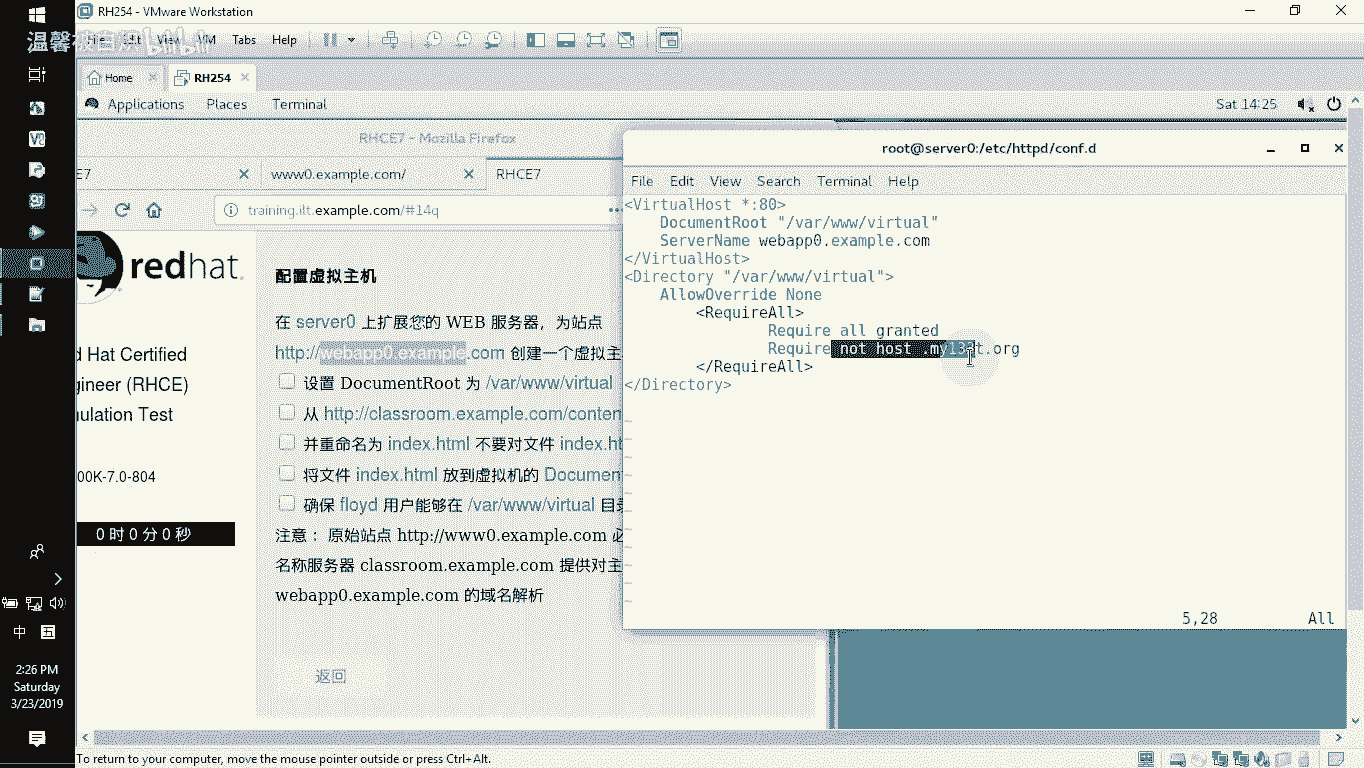 RH254 - VMware Workstation
File Edit View VM Tabs Help
Home
RH254
Applications Places Terminal
Sat 14:25
RHCE7 - Mozilla Firefox
E7
www0.example.com/
RHCE7
training.ilt.example.com/#14q
redhat.
d Hat Certified
gineer (RHCE)
nulation Test
00K-7.0-804
0 时 0 分 0 秒
配置虚拟主机
在 server0 上扩展您的 WEB 服务器，为站点
http://webapp0.example.com 创建一个虚拟主
设置 DocumentRoot 为 /var/www/virtual
从 http://classroom.example.com/conten
并重命名为 index.html 不要对文件 index.ht
将文件 index.html 放到虚拟机的 Documen
确保 floyd 用户能够在 /var/www/virtual 目录
注意： 原始站点 http://www0.example.com 必
名称服务器 classroom.example.com 提供对主
webapp0.example.com 的域名解析
返回
root@server0:/etc/httpd/conf.d
File Edit View Search Terminal Help
<VirtualHost *:80>
DocumentRoot "/var/www/virtual"
ServerName webapp0.example.com
</VirtualHost>
<Directory "/var/www/virtual">
AllowOverride None
<RequireAll>
Require all granted
Require not host .my133t.org
</RequireAll>
</Directory>
~
~
~
~
~
~
~
~
~
~
~
5,28 All
中
2:26 PM
Saturday
3/23/2019
To return to your computer, move the mouse pointer outside or press Ctrl+Alt.